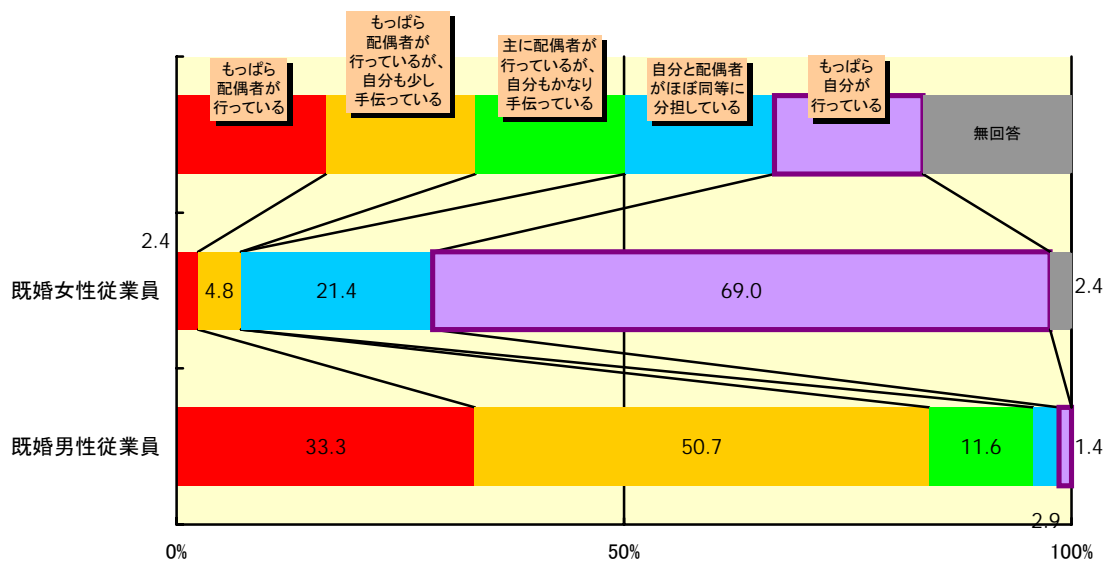 もっぱら
配偶者が
行っている
もっぱら
配偶者が
行っているが、
自分も少し
手伝っている
主に配偶者が
行っているが、
自分もかなり
手伝っている
自分と配偶者
がほぼ同等に
分担している
もっぱら
自分が
行っている
無回答
既婚女性従業員
2.4
4.8
21.4
69.0
2.4
既婚男性従業員
33.3
50.7
11.6
2.9
1.4
0%
50%
100%